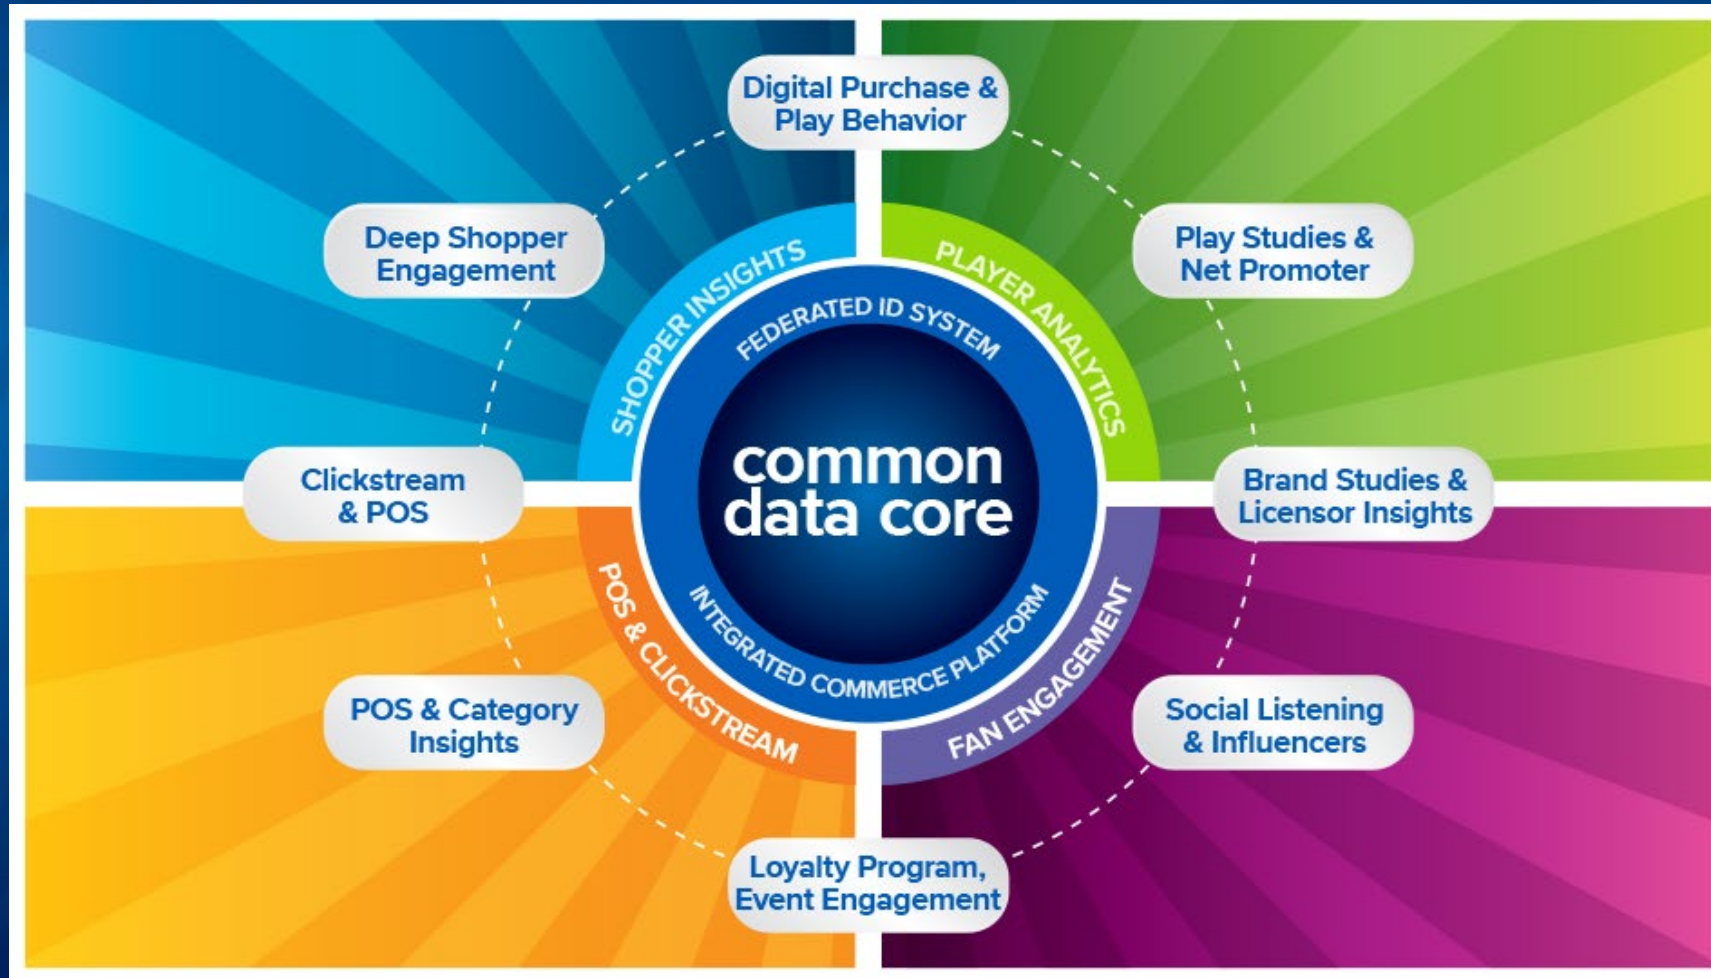 Digital Purchase &
Play Behavior
Deep Shopper
Engagement
Play Studies &
Net Promoter
SHOPPER INSIGHTS
PLAYER ANALYTICS
FEDERATED ID SYSTEM
common
data core
Clickstream
& POS
Brand Studies &
Licensor Insights
INTEGRATED COMMERCE PLATFORM
POS & CLICKSTREAM
FAN ENGAGEMENT
POS & Category
Insights
Social Listening
& Influencers
Loyalty Program,
Event Engagement